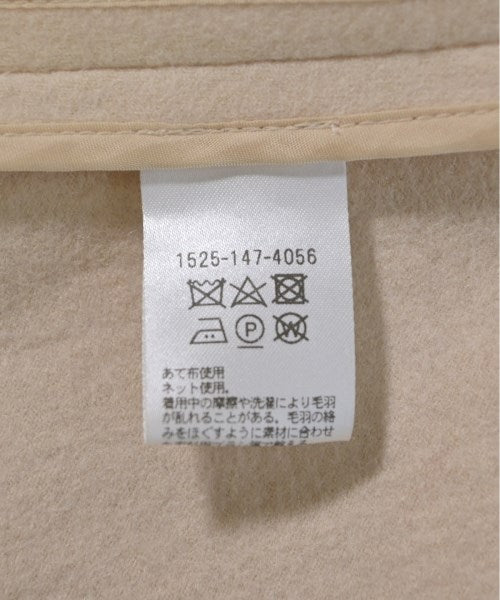 1525-147-4056
P W
あて布使用
ネット使用。
着用中の摩擦や洗濯により毛羽
が乱れることがある。毛羽の絡
みをほぐすように素材に合わせ